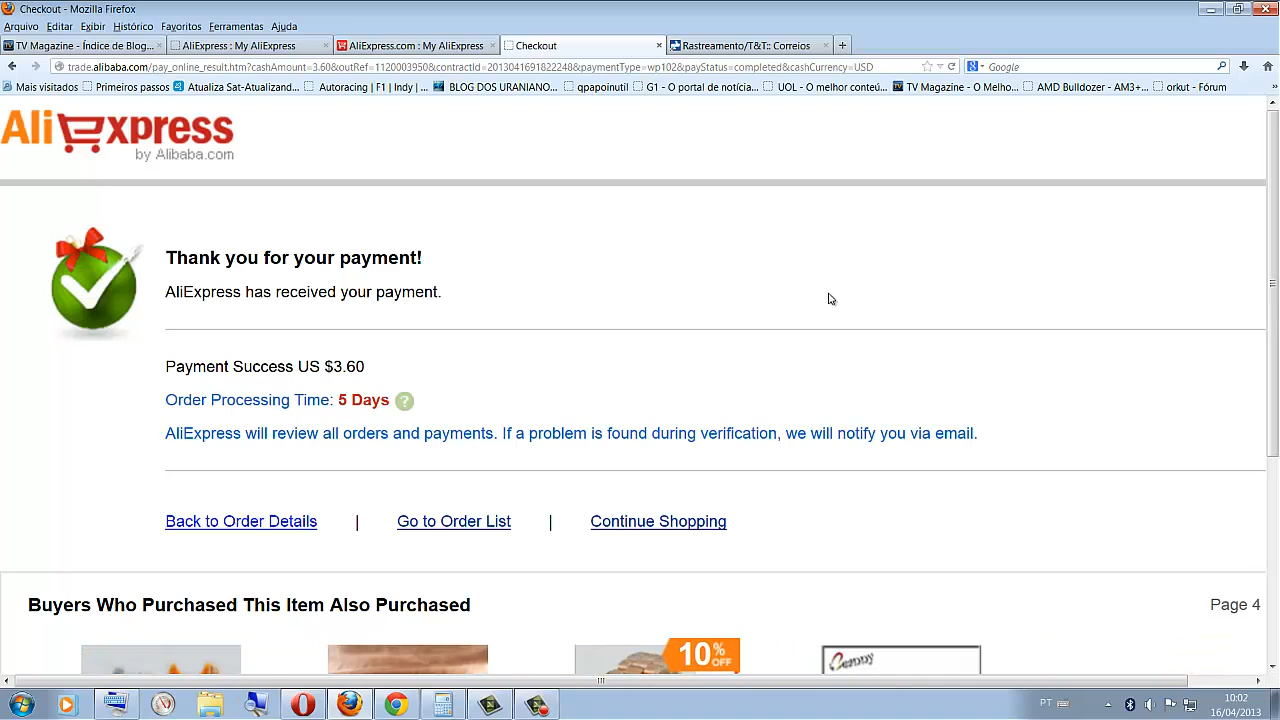 Checkout - Mozilla Firefox
Arquivo Editar Exibir Histórico Favoritos Ferramentas Ajuda
TV Magazine - Índice de Blog... AliExpress : My AliExpress AliExpress.com : My AliExpress Checkout Rastreamento/T&T:: Correios
trade.alibaba.com/pay_online_result.htm?cashAmount=3.60&outRef=1120003950&contractId=2013041691822248&paymentType=wp102&payStatus=completed&cashCurrency=USD Google
Mais visitados Primeiros passos Atualiza Sat-Atualizand... Autoracing | F1 | Indy |... BLOG DOS URANIANO... qpapoinutil G1 - O portal de notícia... UOL - O melhor conteú... TV Magazine - O Melho... AMD Bulldozer - AM3+... orkut - Fórum
AliExpress
by Alibaba.com
Thank you for your payment!
AliExpress has received your payment.
Payment Success US $3.60
Order Processing Time: 5 Days ?
AliExpress will review all orders and payments. If a problem is found during verification, we will notify you via email.
Back to Order Details | Go to Order List | Continue Shopping
Buyers Who Purchased This Item Also Purchased Page 4
10% OFF
PT
10:02
16/04/2013